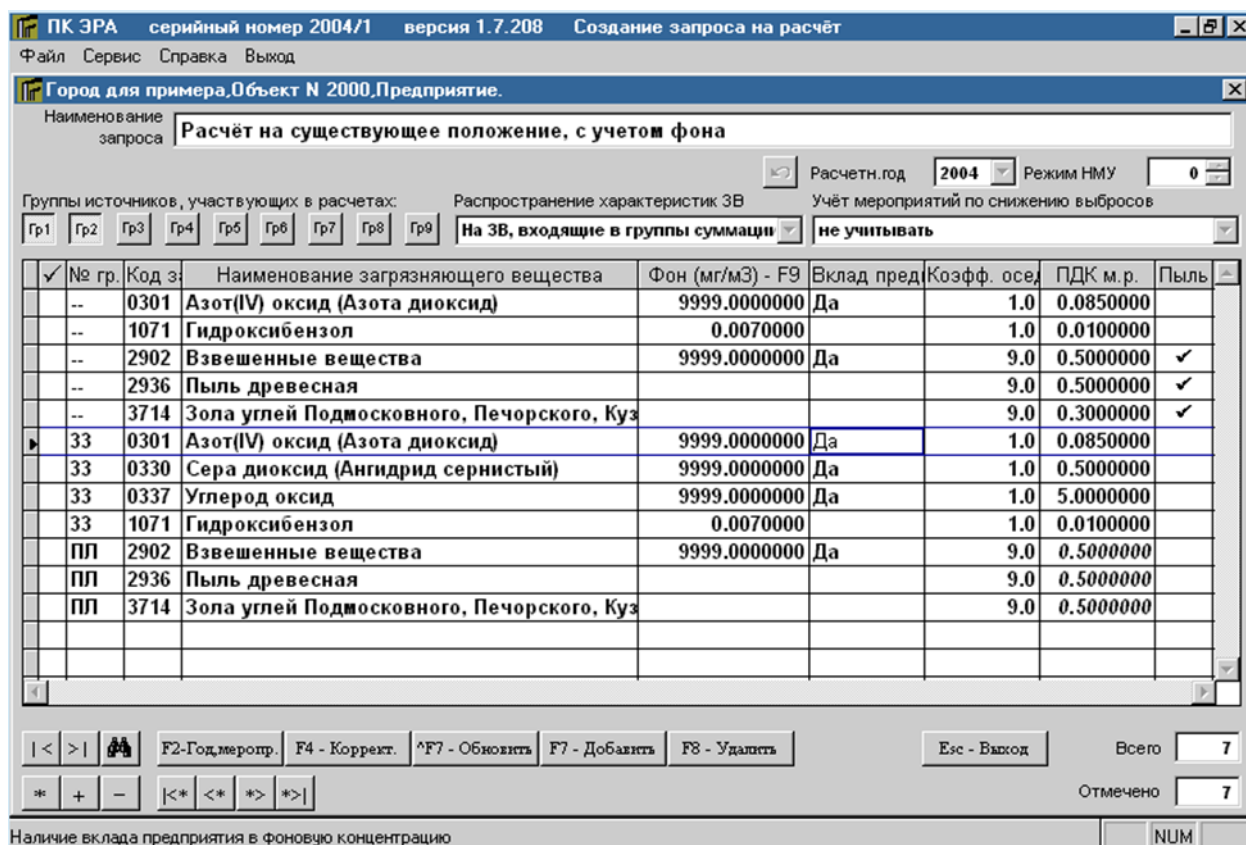 ПК ЭРА серийный номер 2004/1 версия 1.7.208 Создание запроса на расчёт
Файл Сервис Справка Выход
Город для примера,Объект N 2000,Предприятие.
Наименование запроса Расчёт на существующее положение, с учетом фона
Расчетн.год 2004 Режим НМУ 0
Группы источников, участвующих в расчетах: Распространение характеристик ЗВ Учёт мероприятий по снижению выбросов
Гр1 Гр2 Гр3 Гр4 Гр5 Гр6 Гр7 Гр8 Гр9 На ЗВ, входящие в группы суммации не учитывать
✓ № гр. Код за Наименование загрязняющего вещества Фон (мг/м3) - F9 Вклад пред Коэфф. осед ПДК м.р. Пыль
-- 0301 Азот(IV) оксид (Азота диоксид) 9999.0000000 Да 1.0 0.0850000
-- 1071 Гидроксибензол 0.0070000 1.0 0.0100000
-- 2902 Взвешенные вещества 9999.0000000 Да 9.0 0.5000000 ✓
-- 2936 Пыль древесная 9.0 0.5000000 ✓
-- 3714 Зола углей Подмосковного, Печорского, Куз 9.0 0.3000000 ✓
33 0301 Азот(IV) оксид (Азота диоксид) 9999.0000000 Да 1.0 0.0850000
33 0330 Сера диоксид (Ангидрид сернистый) 9999.0000000 Да 1.0 0.5000000
33 0337 Углерод оксид 9999.0000000 Да 1.0 5.0000000
33 1071 Гидроксибензол 0.0070000 1.0 0.0100000
ПЛ 2902 Взвешенные вещества 9999.0000000 Да 9.0 0.5000000
ПЛ 2936 Пыль древесная 9.0 0.5000000
ПЛ 3714 Зола углей Подмосковного, Печорского, Куз 9.0 0.5000000
|< >| F2-Год,меропр. F4 - Коррект. ^F7 - Обновить F7 - Добавить F8 - Удалить Esc - Выход Всего 7
* + − |<* <* *> *>| Отмечено 7
Наличие вклада предприятия в фоновую концентрацию NUM